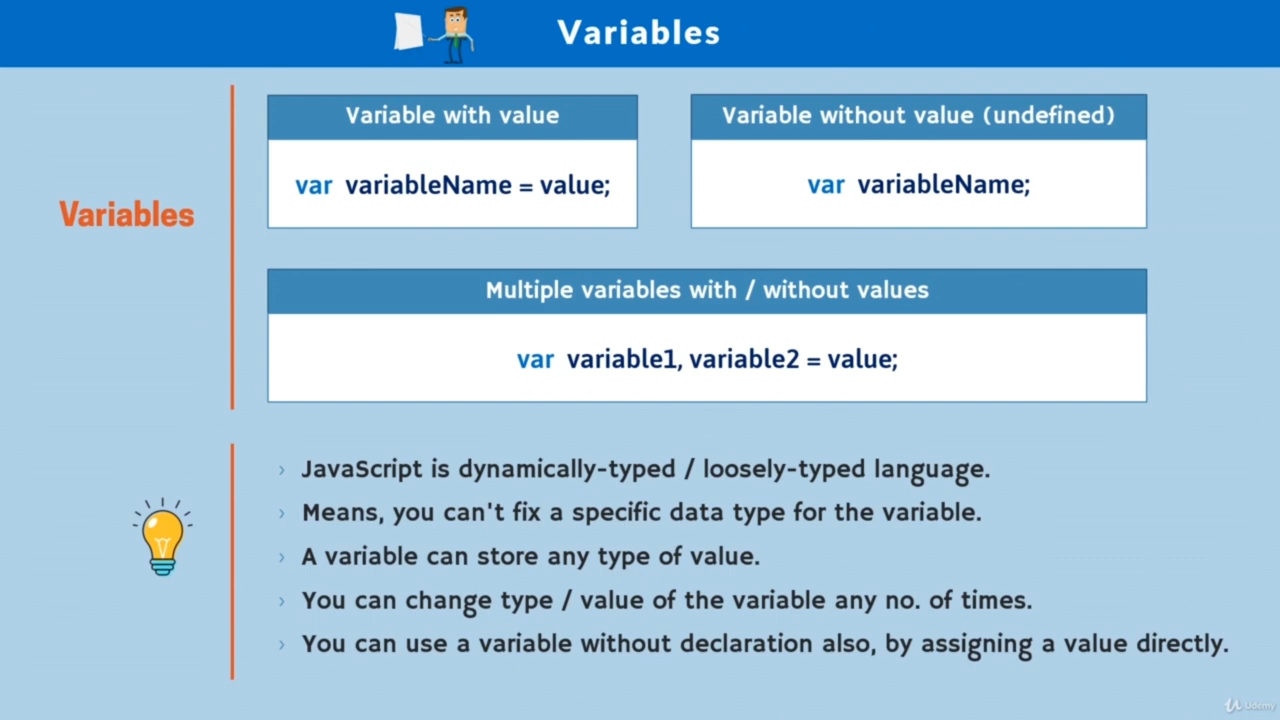 Variables
Variable with value
var variableName = value;
Variable without value (undefined)
var variableName;
Variables
Multiple variables with / without values
var variable1, variable2 = value;
› JavaScript is dynamically-typed / loosely-typed language.
› Means, you can't fix a specific data type for the variable.
› A variable can store any type of value.
› You can change type / value of the variable any no. of times.
› You can use a variable without declaration also, by assigning a value directly.
Udemy